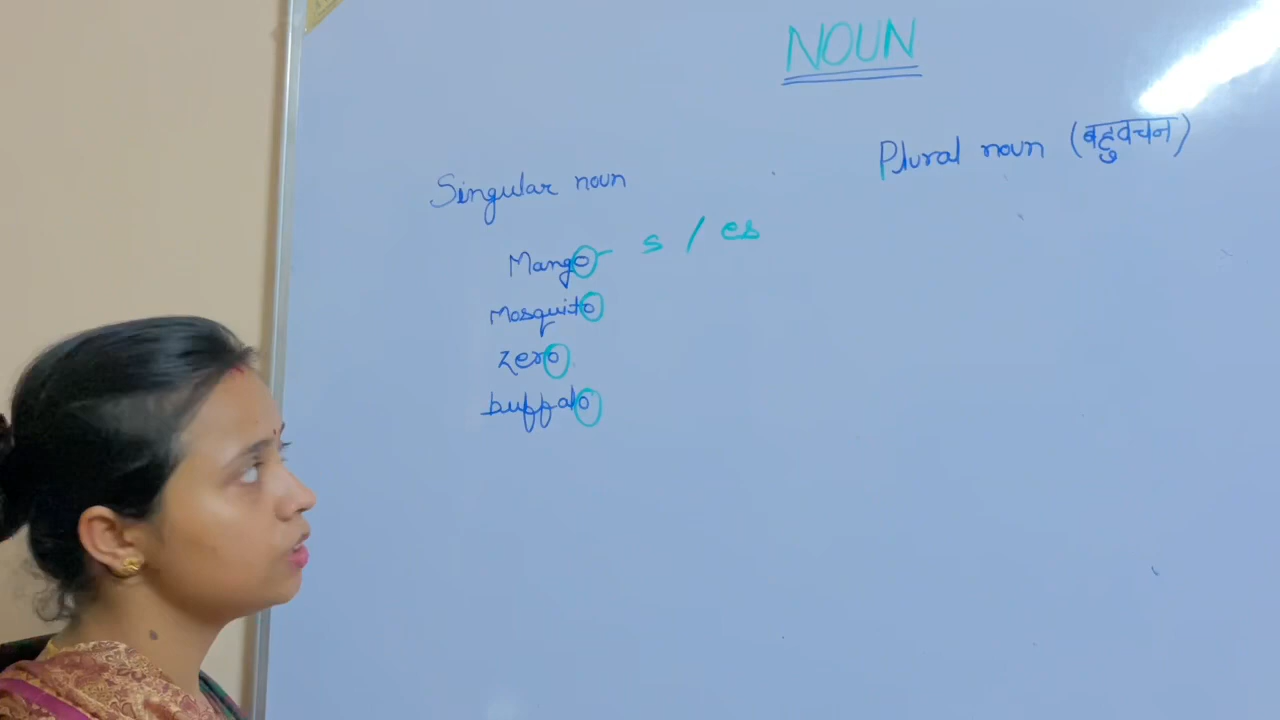 NOUN
Singular noun
Plural noun (बहुवचन)
Mango s / es
Mosquito
zero
buffalo